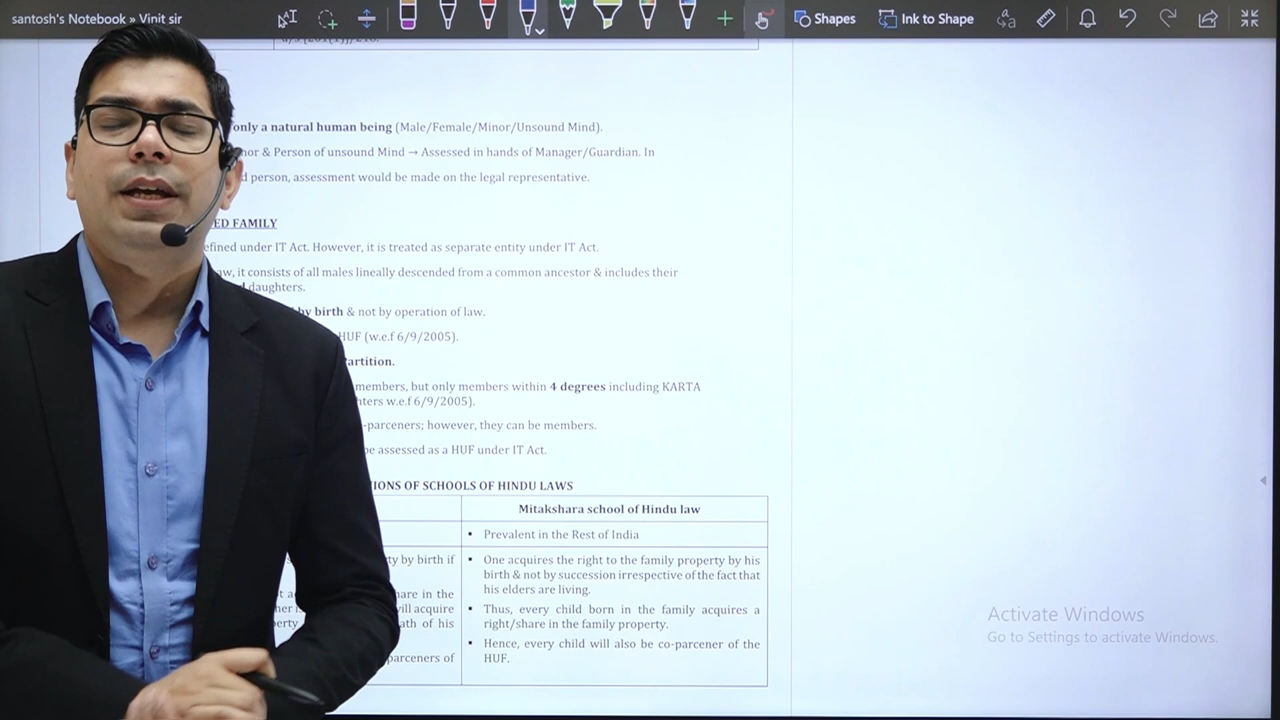 santosh's Notebook » Vinit sir
Shapes
Ink to Shape
only a natural human being (Male/Female/Minor/Unsound Mind).
nor & Person of unsound Mind → Assessed in hands of Manager/Guardian. In
d person, assessment would be made on the legal representative.
ED FAMILY
efined under IT Act. However, it is treated as separate entity under IT Act.
aw, it consists of all males lineally descended from a common ancestor & includes their
d daughters.
by birth & not by operation of law.
HUF (w.e.f 6/9/2005).
artition.
members, but only members within 4 degrees including KARTA
hters w.e.f 6/9/2005).
-parceners; however, they can be members.
be assessed as a HUF under IT Act.
IONS OF SCHOOLS OF HINDU LAWS
Mitakshara school of Hindu law
▪ Prevalent in the Rest of India
ty by birth if
▪ One acquires the right to the family property by his
birth & not by succession irrespective of the fact that
his elders are living.
hare in the
will acquire
▪ Thus, every child born in the family acquires a
right/share in the family property.
ath of his
parceners of
▪ Hence, every child will also be co-parcener of the
HUF.
Activate Windows
Go to Settings to activate Windows.